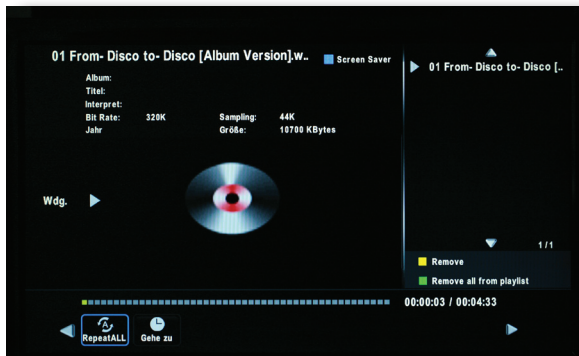 01 From- Disco to- Disco [Album Version].w..
Screen Saver
Album:
Titel:
Interpret:
Bit Rate: 320K Sampling: 44K
Jahr Größe: 10700 KBytes
Wdg.
01 From- Disco to- Disco [..
1/1
Remove
Remove all from playlist
00:00:03 / 00:04:33
A
RepeatALL
Gehe zu